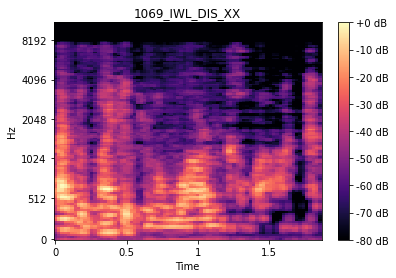 1069_IWL_DIS_XX
+0 dB
8192
-10 dB
4096
-20 dB
-30 dB
2048
Hz
-40 dB
1024
-50 dB
512
-60 dB
-70 dB
0
-80 dB
0 0.5 1 1.5
Time